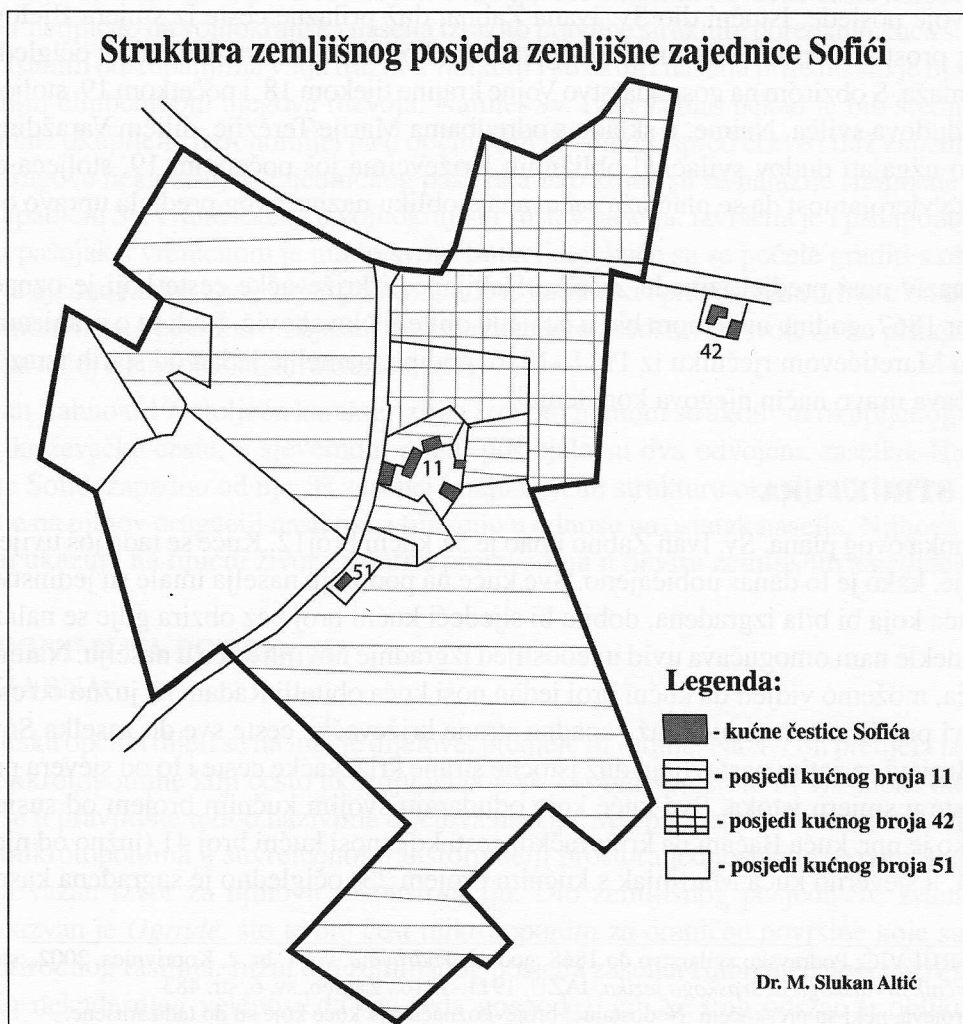 Struktura zemljišnog posjeda zemljišne zajednice Sofići
42
11
51
Legenda:
- kućne čestice Sofića
- posjedi kućnog broja 11
- posjedi kućnog broja 42
- posjedi kućnog broja 51
Dr. M. Slukan Altić